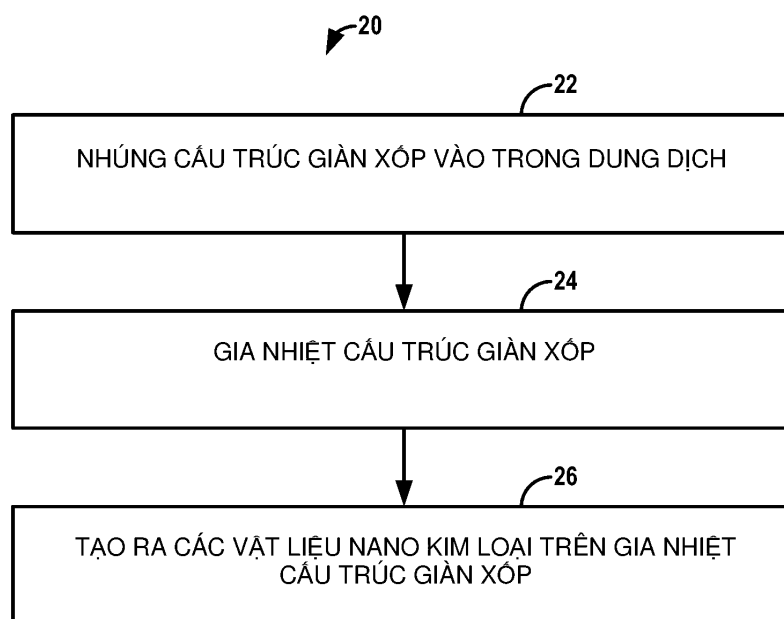 20
22
NHÚNG CẤU TRÚC GIÀN XỐP VÀO TRONG DUNG DỊCH
24
GIA NHIỆT CẤU TRÚC GIÀN XỐP
26
TẠO RA CÁC VẬT LIỆU NANO KIM LOẠI TRÊN GIA NHIỆT
CẤU TRÚC GIÀN XỐP